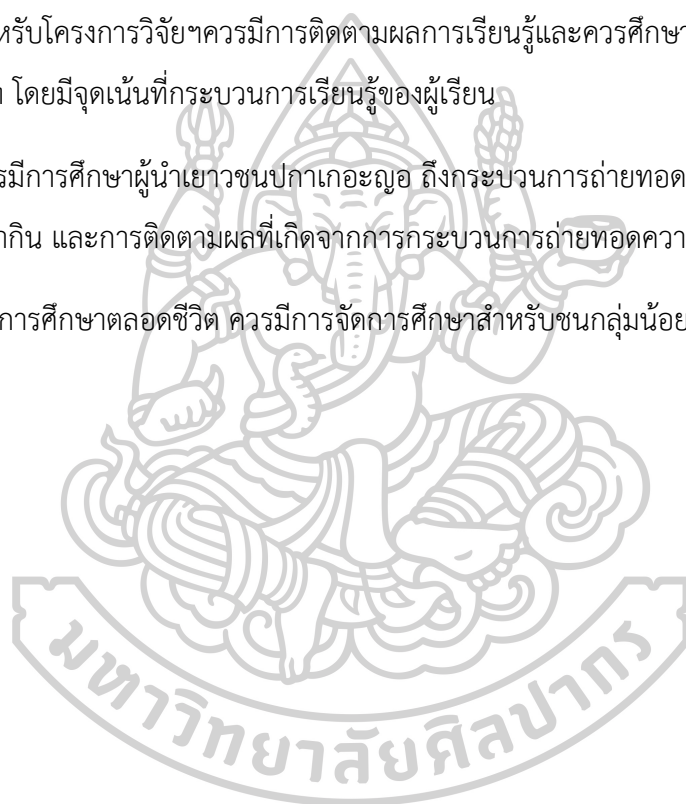 หรับโครงการวิจัยฯควรมีการติดตามผลการเรียนรู้และควรศึกษา
โดยมีจุดเน้นที่กระบวนการเรียนรู้ของผู้เรียน
รมีการศึกษาผู้นำเยาวชนปกาเกอะญอ ถึงกระบวนการถ่ายทอด
ากิน และการติดตามผลที่เกิดจากการกระบวนการถ่ายทอดควา
การศึกษาตลอดชีวิต ควรมีการจัดการศึกษาสำหรับชนกลุ่มน้อย
มหาวิทยาลัยศิลปากร